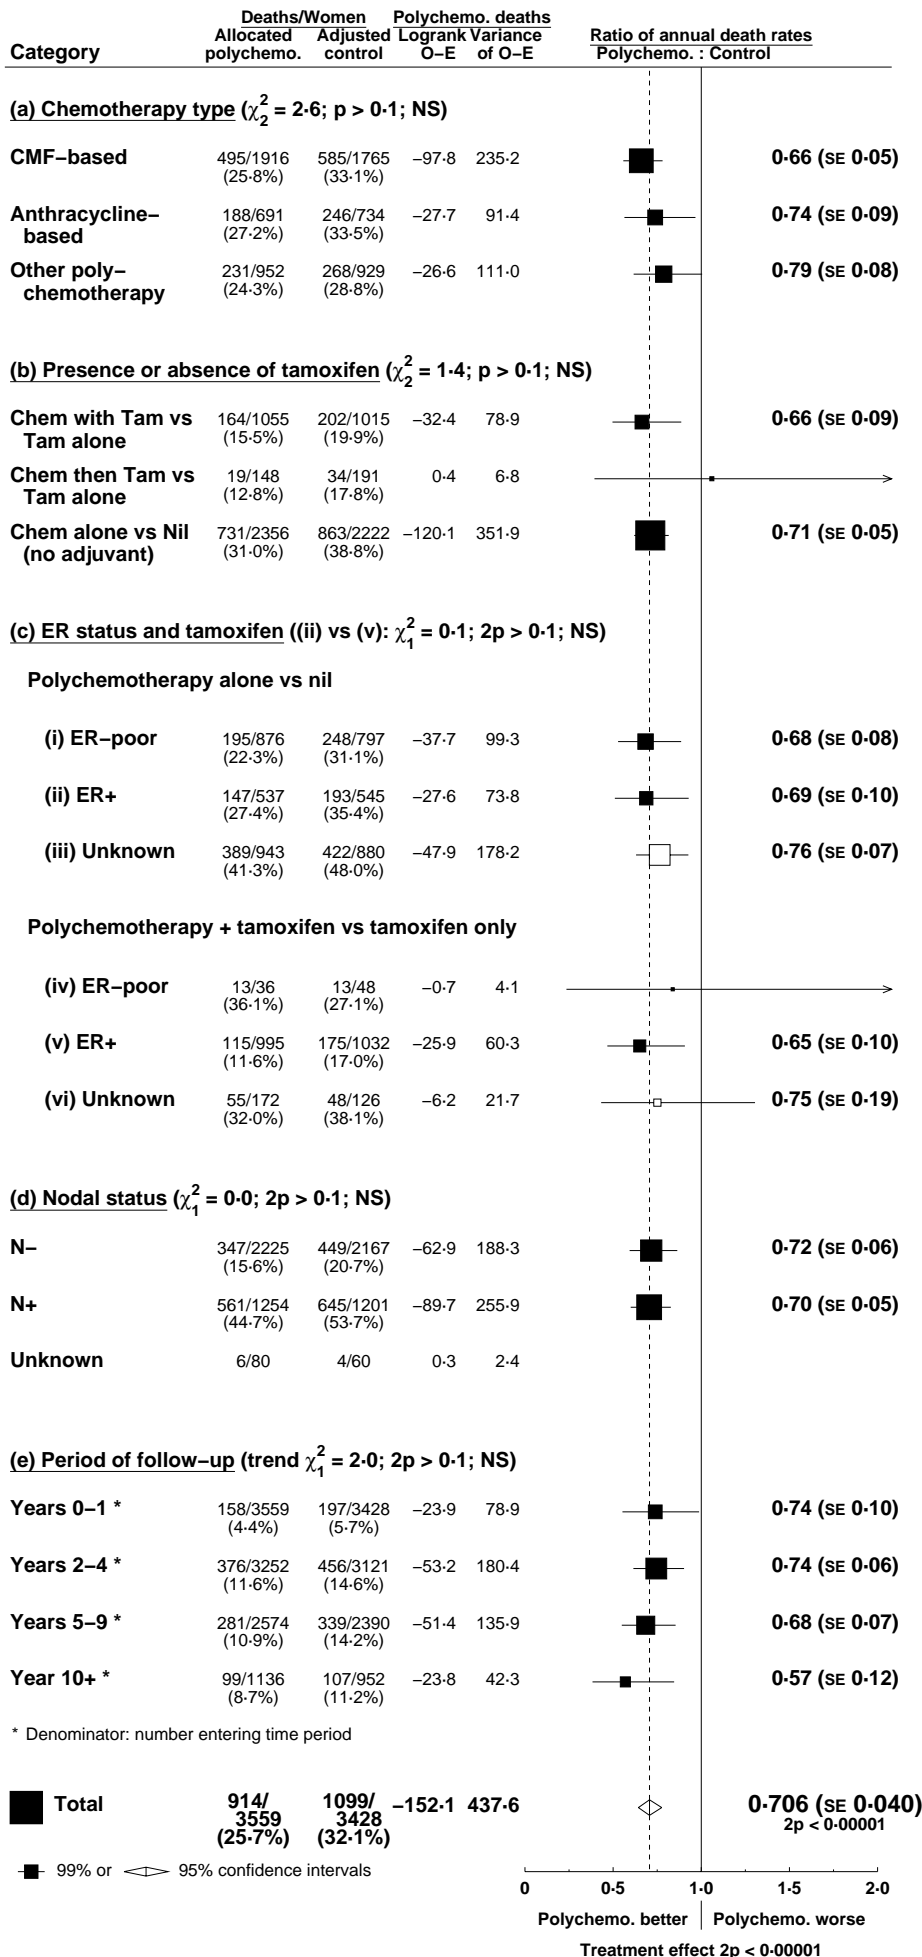 Deaths/Women Polychemo. deaths
Allocated Adjusted Logrank Variance Ratio of annual death rates
Category polychemo. control O–E of O–E Polychemo. : Control
(a) Chemotherapy type (χ²₂ = 2·6; p > 0·1; NS)
CMF–based 495/1916 585/1765 –97·8 235·2 0·66 (SE 0·05)
(25·8%) (33·1%)
Anthracycline– 188/691 246/734 –27·7 91·4 0·74 (SE 0·09)
based (27·2%) (33·5%)
Other poly– 231/952 268/929 –26·6 111·0 0·79 (SE 0·08)
chemotherapy (24·3%) (28·8%)
(b) Presence or absence of tamoxifen (χ²₂ = 1·4; p > 0·1; NS)
Chem with Tam vs 164/1055 202/1015 –32·4 78·9 0·66 (SE 0·09)
Tam alone (15·5%) (19·9%)
Chem then Tam vs 19/148 34/191 0·4 6·8
Tam alone (12·8%) (17·8%)
Chem alone vs Nil 731/2356 863/2222 –120·1 351·9 0·71 (SE 0·05)
(no adjuvant) (31·0%) (38·8%)
(c) ER status and tamoxifen ((ii) vs (v): χ²₁ = 0·1; 2p > 0·1; NS)
Polychemotherapy alone vs nil
(i) ER–poor 195/876 248/797 –37·7 99·3 0·68 (SE 0·08)
(22·3%) (31·1%)
(ii) ER+ 147/537 193/545 –27·6 73·8 0·69 (SE 0·10)
(27·4%) (35·4%)
(iii) Unknown 389/943 422/880 –47·9 178·2 0·76 (SE 0·07)
(41·3%) (48·0%)
Polychemotherapy + tamoxifen vs tamoxifen only
(iv) ER–poor 13/36 13/48 –0·7 4·1
(36·1%) (27·1%)
(v) ER+ 115/995 175/1032 –25·9 60·3 0·65 (SE 0·10)
(11·6%) (17·0%)
(vi) Unknown 55/172 48/126 –6·2 21·7 0·75 (SE 0·19)
(32·0%) (38·1%)
(d) Nodal status (χ²₁ = 0·0; 2p > 0·1; NS)
N– 347/2225 449/2167 –62·9 188·3 0·72 (SE 0·06)
(15·6%) (20·7%)
N+ 561/1254 645/1201 –89·7 255·9 0·70 (SE 0·05)
(44·7%) (53·7%)
Unknown 6/80 4/60 0·3 2·4
(e) Period of follow–up (trend χ²₁ = 2·0; 2p > 0·1; NS)
Years 0–1 * 158/3559 197/3428 –23·9 78·9 0·74 (SE 0·10)
(4·4%) (5·7%)
Years 2–4 * 376/3252 456/3121 –53·2 180·4 0·74 (SE 0·06)
(11·6%) (14·6%)
Years 5–9 * 281/2574 339/2390 –51·4 135·9 0·68 (SE 0·07)
(10·9%) (14·2%)
Year 10+ * 99/1136 107/952 –23·8 42·3 0·57 (SE 0·12)
(8·7%) (11·2%)
* Denominator: number entering time period
Total 914/ 1099/ –152·1 437·6 0·706 (SE 0·040)
3559 3428 2p < 0·00001
(25·7%) (32·1%)
99% or 95% confidence intervals
0 0·5 1·0 1·5 2·0
Polychemo. better Polychemo. worse
Treatment effect 2p < 0·00001